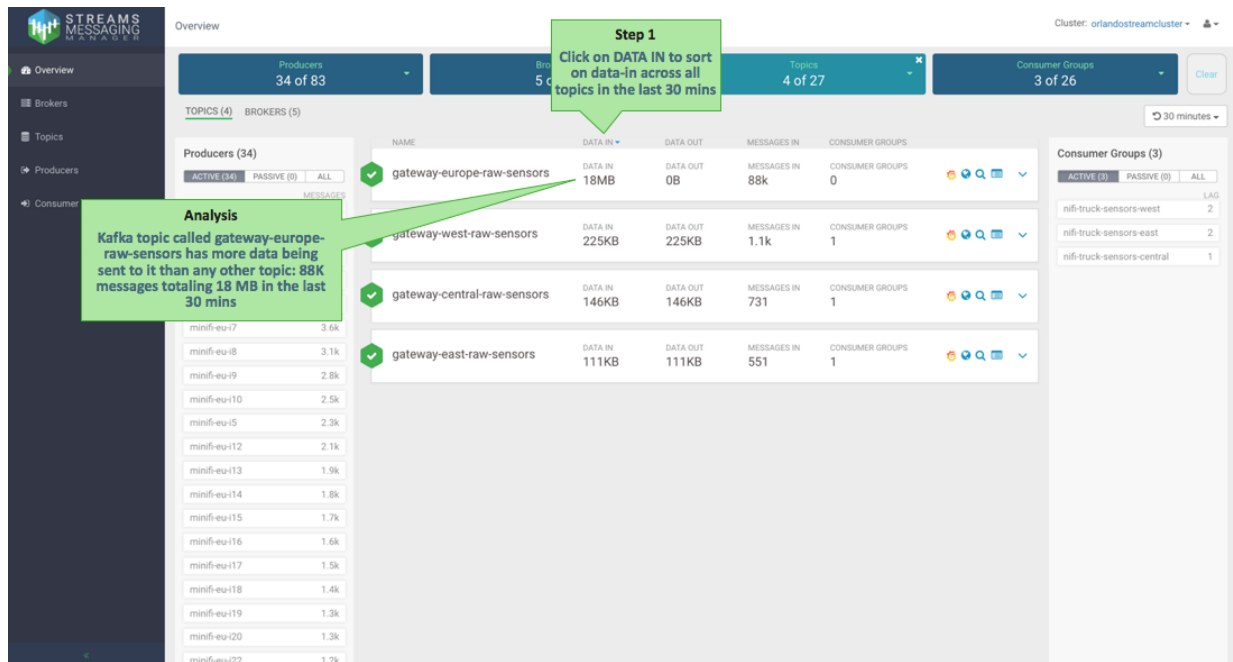 STREAMS
MESSAGING
MANAGER
Overview
Cluster: orlandostreamcluster
Overview
Brokers
Topics
Producers
Consumer
Producers
34 of 83
Bro
5 o
Topics
4 of 27
Consumer Groups
3 of 26
Clear
Step 1
Click on DATA IN to sort
on data-in across all
topics in the last 30 mins
TOPICS (4) BROKERS (5)
30 minutes
Producers (34)
ACTIVE (34) PASSIVE (0) ALL
MESSAGES
Analysis
Kafka topic called gateway-europe-
raw-sensors has more data being
sent to it than any other topic: 88K
messages totaling 18 MB in the last
30 mins
minifi-eu-i7 3.6k
minifi-eu-i8 3.1k
minifi-eu-i9 2.8k
minifi-eu-i10 2.5k
minifi-eu-i5 2.3k
minifi-eu-i12 2.1k
minifi-eu-i13 1.9k
minifi-eu-i14 1.8k
minifi-eu-i15 1.7k
minifi-eu-i16 1.6k
minifi-eu-i17 1.5k
minifi-eu-i18 1.4k
minifi-eu-i19 1.3k
minifi-eu-i20 1.3k
minifi-eu-i22 1.2k
NAME DATA IN DATA OUT MESSAGES IN CONSUMER GROUPS
gateway-europe-raw-sensors
DATA IN DATA OUT MESSAGES IN CONSUMER GROUPS
18MB 0B 88k 0
gateway-west-raw-sensors
DATA IN DATA OUT MESSAGES IN CONSUMER GROUPS
225KB 225KB 1.1k 1
gateway-central-raw-sensors
DATA IN DATA OUT MESSAGES IN CONSUMER GROUPS
146KB 146KB 731 1
gateway-east-raw-sensors
DATA IN DATA OUT MESSAGES IN CONSUMER GROUPS
111KB 111KB 551 1
Consumer Groups (3)
ACTIVE (3) PASSIVE (0) ALL
LAG
nifi-truck-sensors-west 2
nifi-truck-sensors-east 2
nifi-truck-sensors-central 1